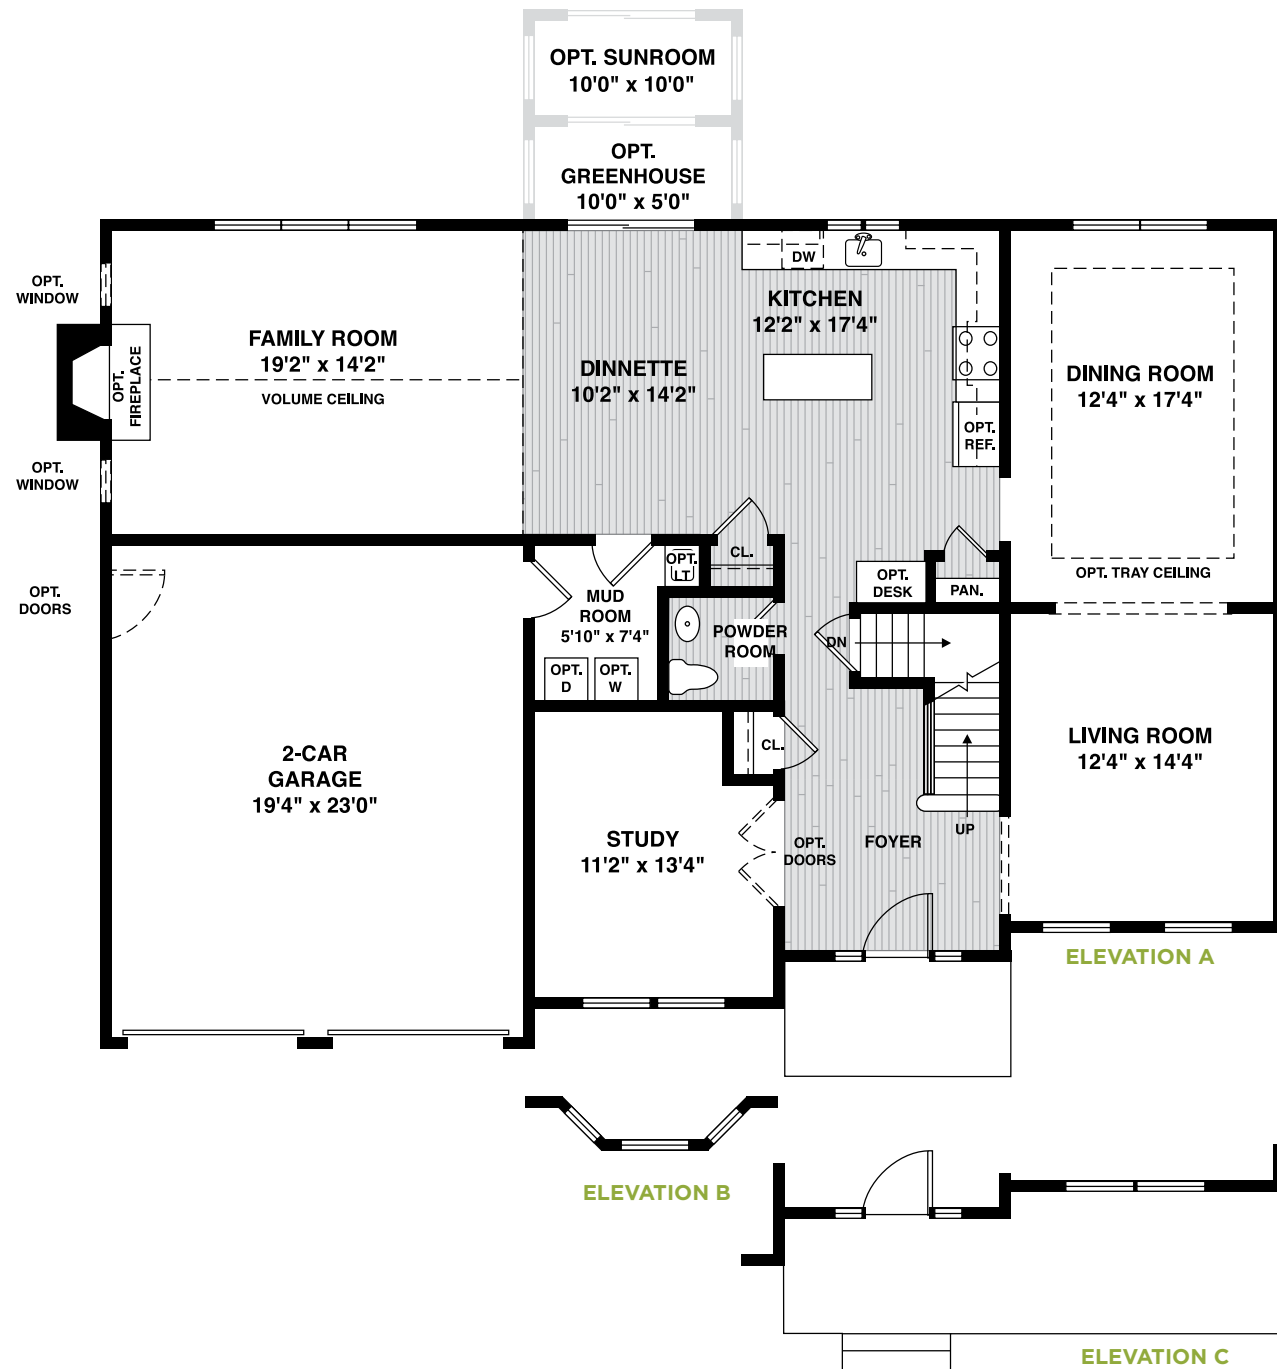 OPT. SUNROOM
10'0" x 10'0"
OPT.
GREENHOUSE
10'0" x 5'0"
OPT.
WINDOW
FAMILY ROOM
19'2" x 14'2"
VOLUME CEILING
OPT.
FIREPLACE
OPT.
WINDOW
DINNETTE
10'2" x 14'2"
DW
KITCHEN
12'2" x 17'4"
OPT.
REF.
DINING ROOM
12'4" x 17'4"
OPT. TRAY CEILING
OPT.
DOORS
OPT.
LT
CL.
MUD
ROOM
5'10" x 7'4"
OPT.
D
OPT.
W
POWDER
ROOM
OPT.
DESK
PAN.
DN
2-CAR
GARAGE
19'4" x 23'0"
CL.
STUDY
11'2" x 13'4"
OPT.
DOORS
FOYER
UP
LIVING ROOM
12'4" x 14'4"
ELEVATION A
ELEVATION B
ELEVATION C